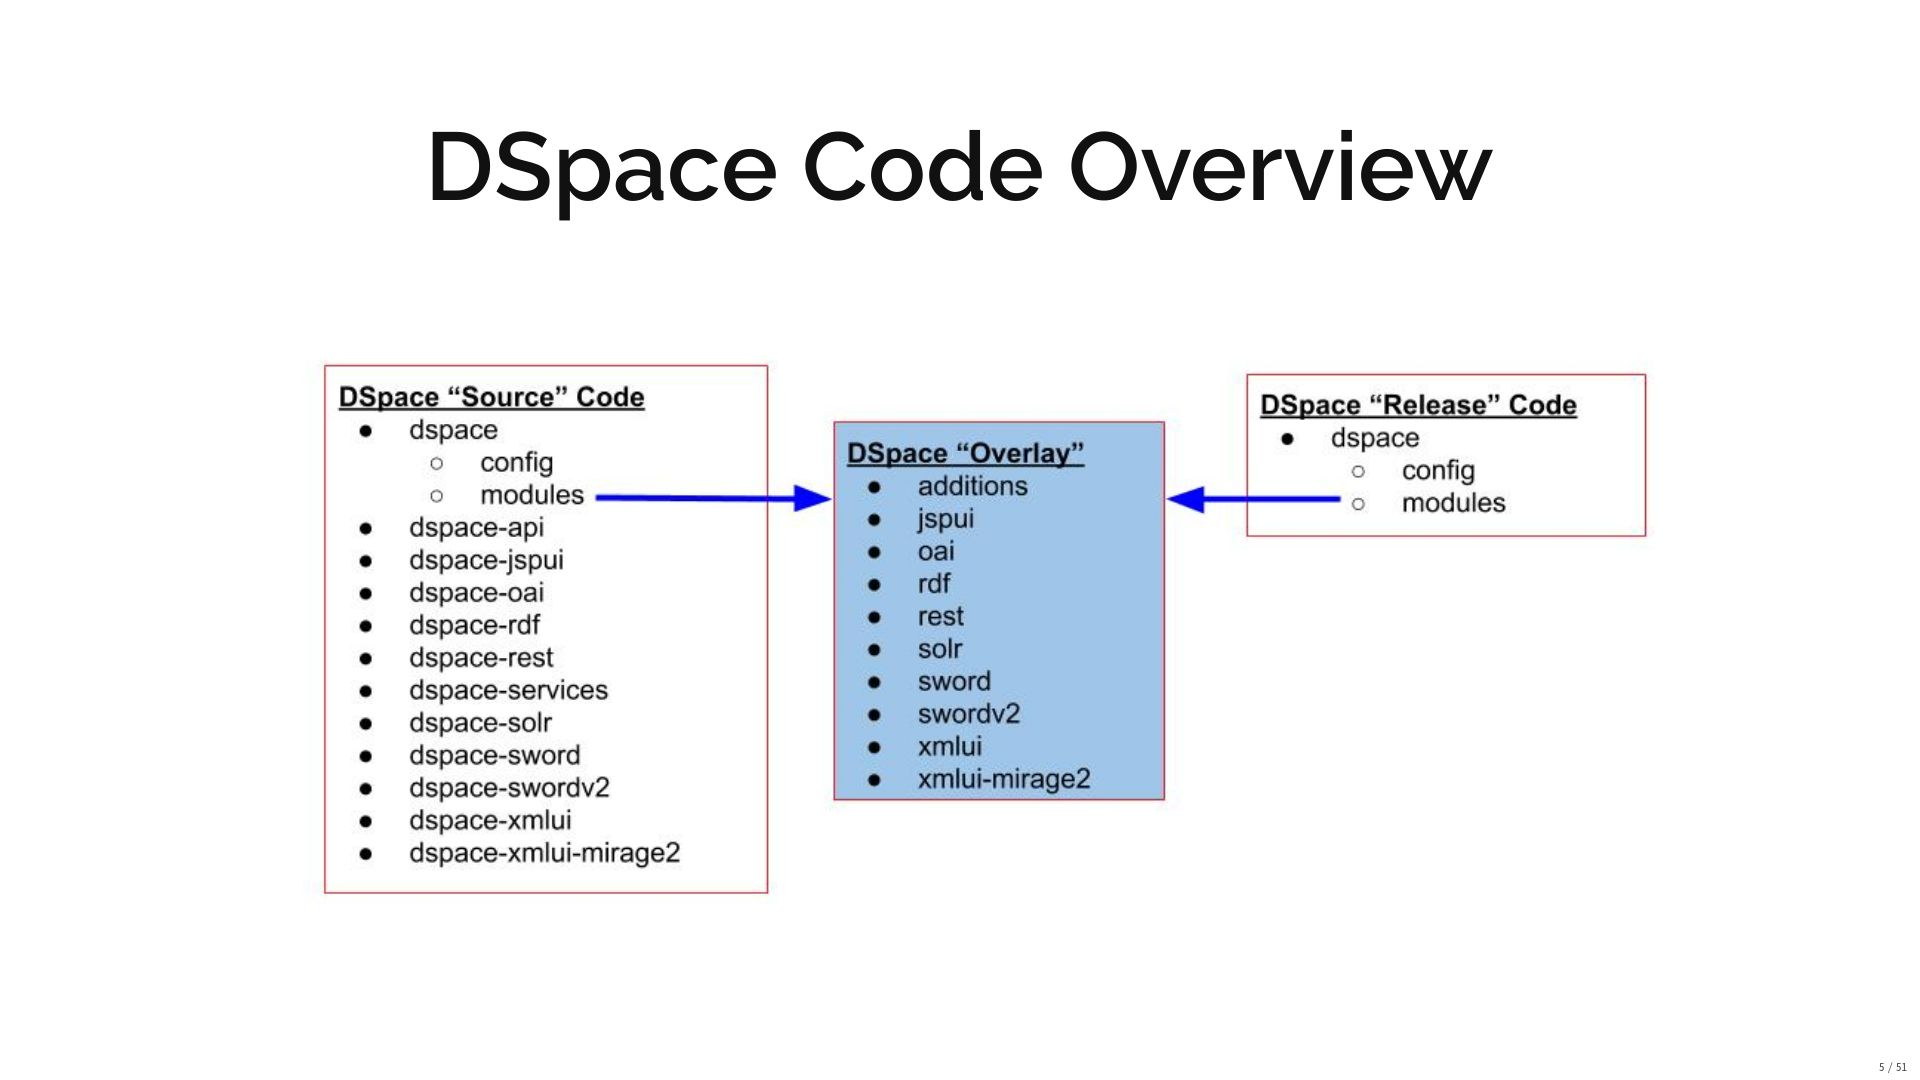 DSpace Code Overview
DSpace “Source” Code
● dspace
○ config
○ modules
● dspace-api
● dspace-jspui
● dspace-oai
● dspace-rdf
● dspace-rest
● dspace-services
● dspace-solr
● dspace-sword
● dspace-swordv2
● dspace-xmlui
● dspace-xmlui-mirage2
DSpace “Overlay”
● additions
● jspui
● oai
● rdf
● rest
● solr
● sword
● swordv2
● xmlui
● xmlui-mirage2
DSpace “Release” Code
● dspace
○ config
○ modules
5 / 51